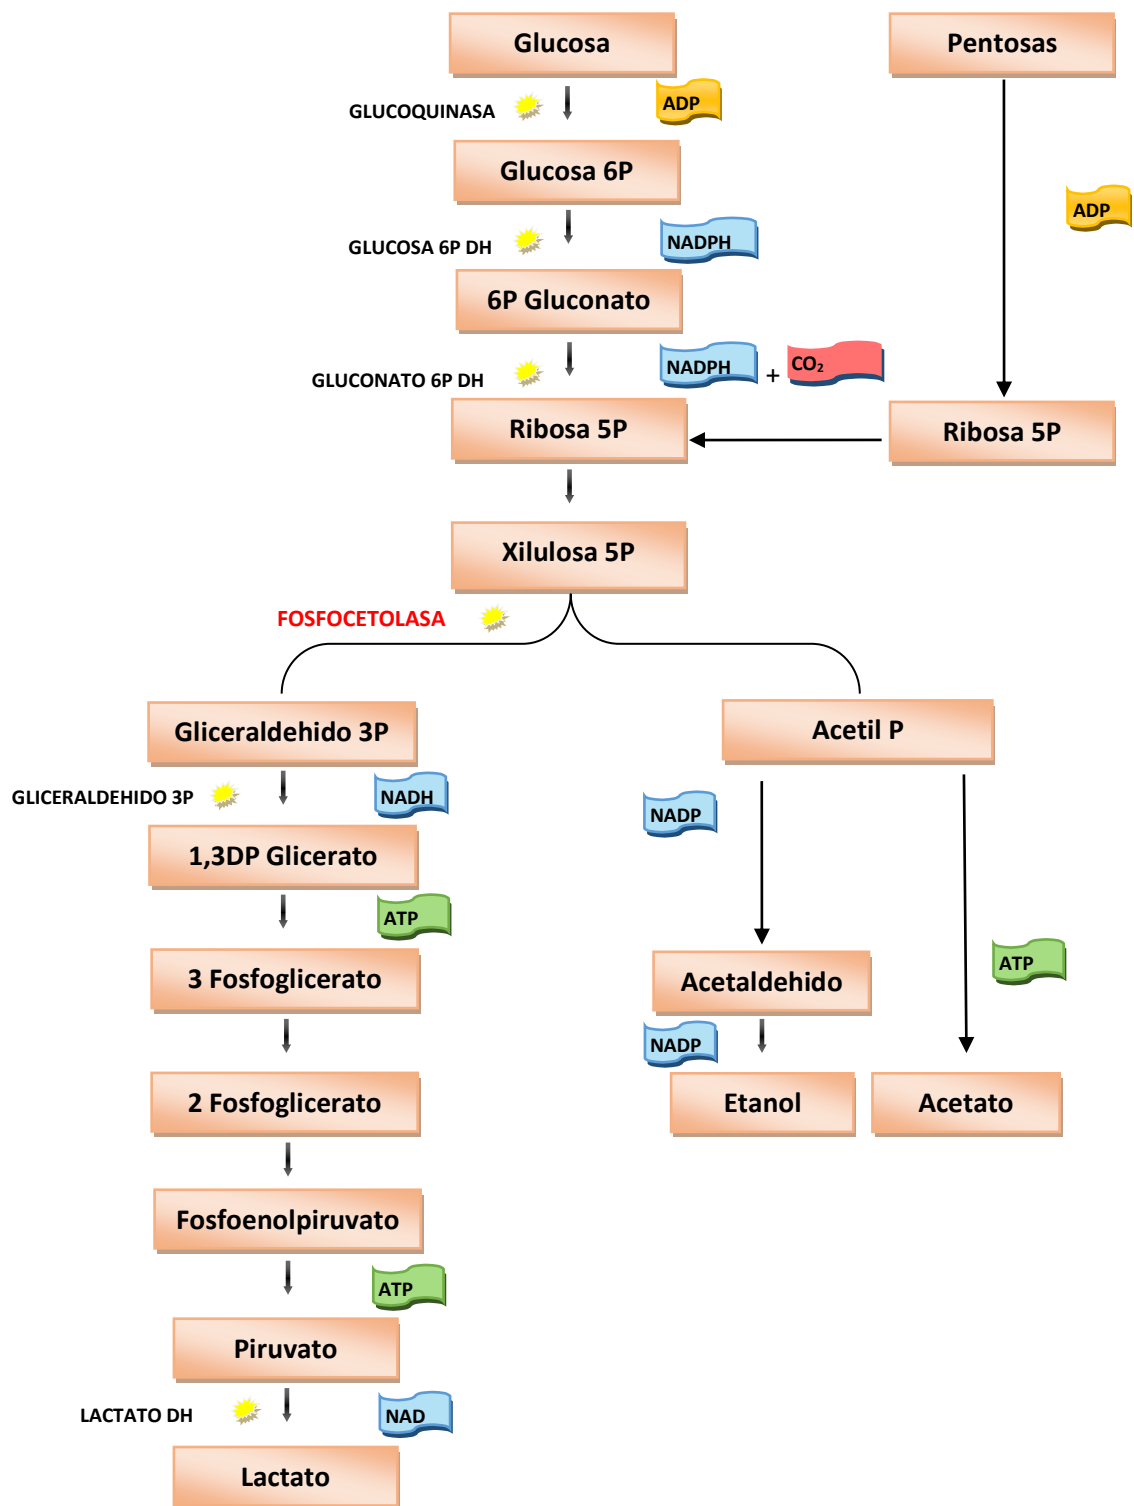 Glucosa
Pentosas
GLUCOQUINASA
ADP
Glucosa 6P
ADP
GLUCOSA 6P DH
NADPH
6P Gluconato
GLUCONATO 6P DH
NADPH
+
CO₂
Ribosa 5P
Ribosa 5P
Xilulosa 5P
FOSFOCETOLASA
Gliceraldehido 3P
Acetil P
GLICERALDEHIDO 3P
NADH
NADP
1,3DP Glicerato
ATP
3 Fosfoglicerato
Acetaldehido
ATP
NADP
2 Fosfoglicerato
Etanol
Acetato
Fosfoenolpiruvato
ATP
Piruvato
LACTATO DH
NAD
Lactato